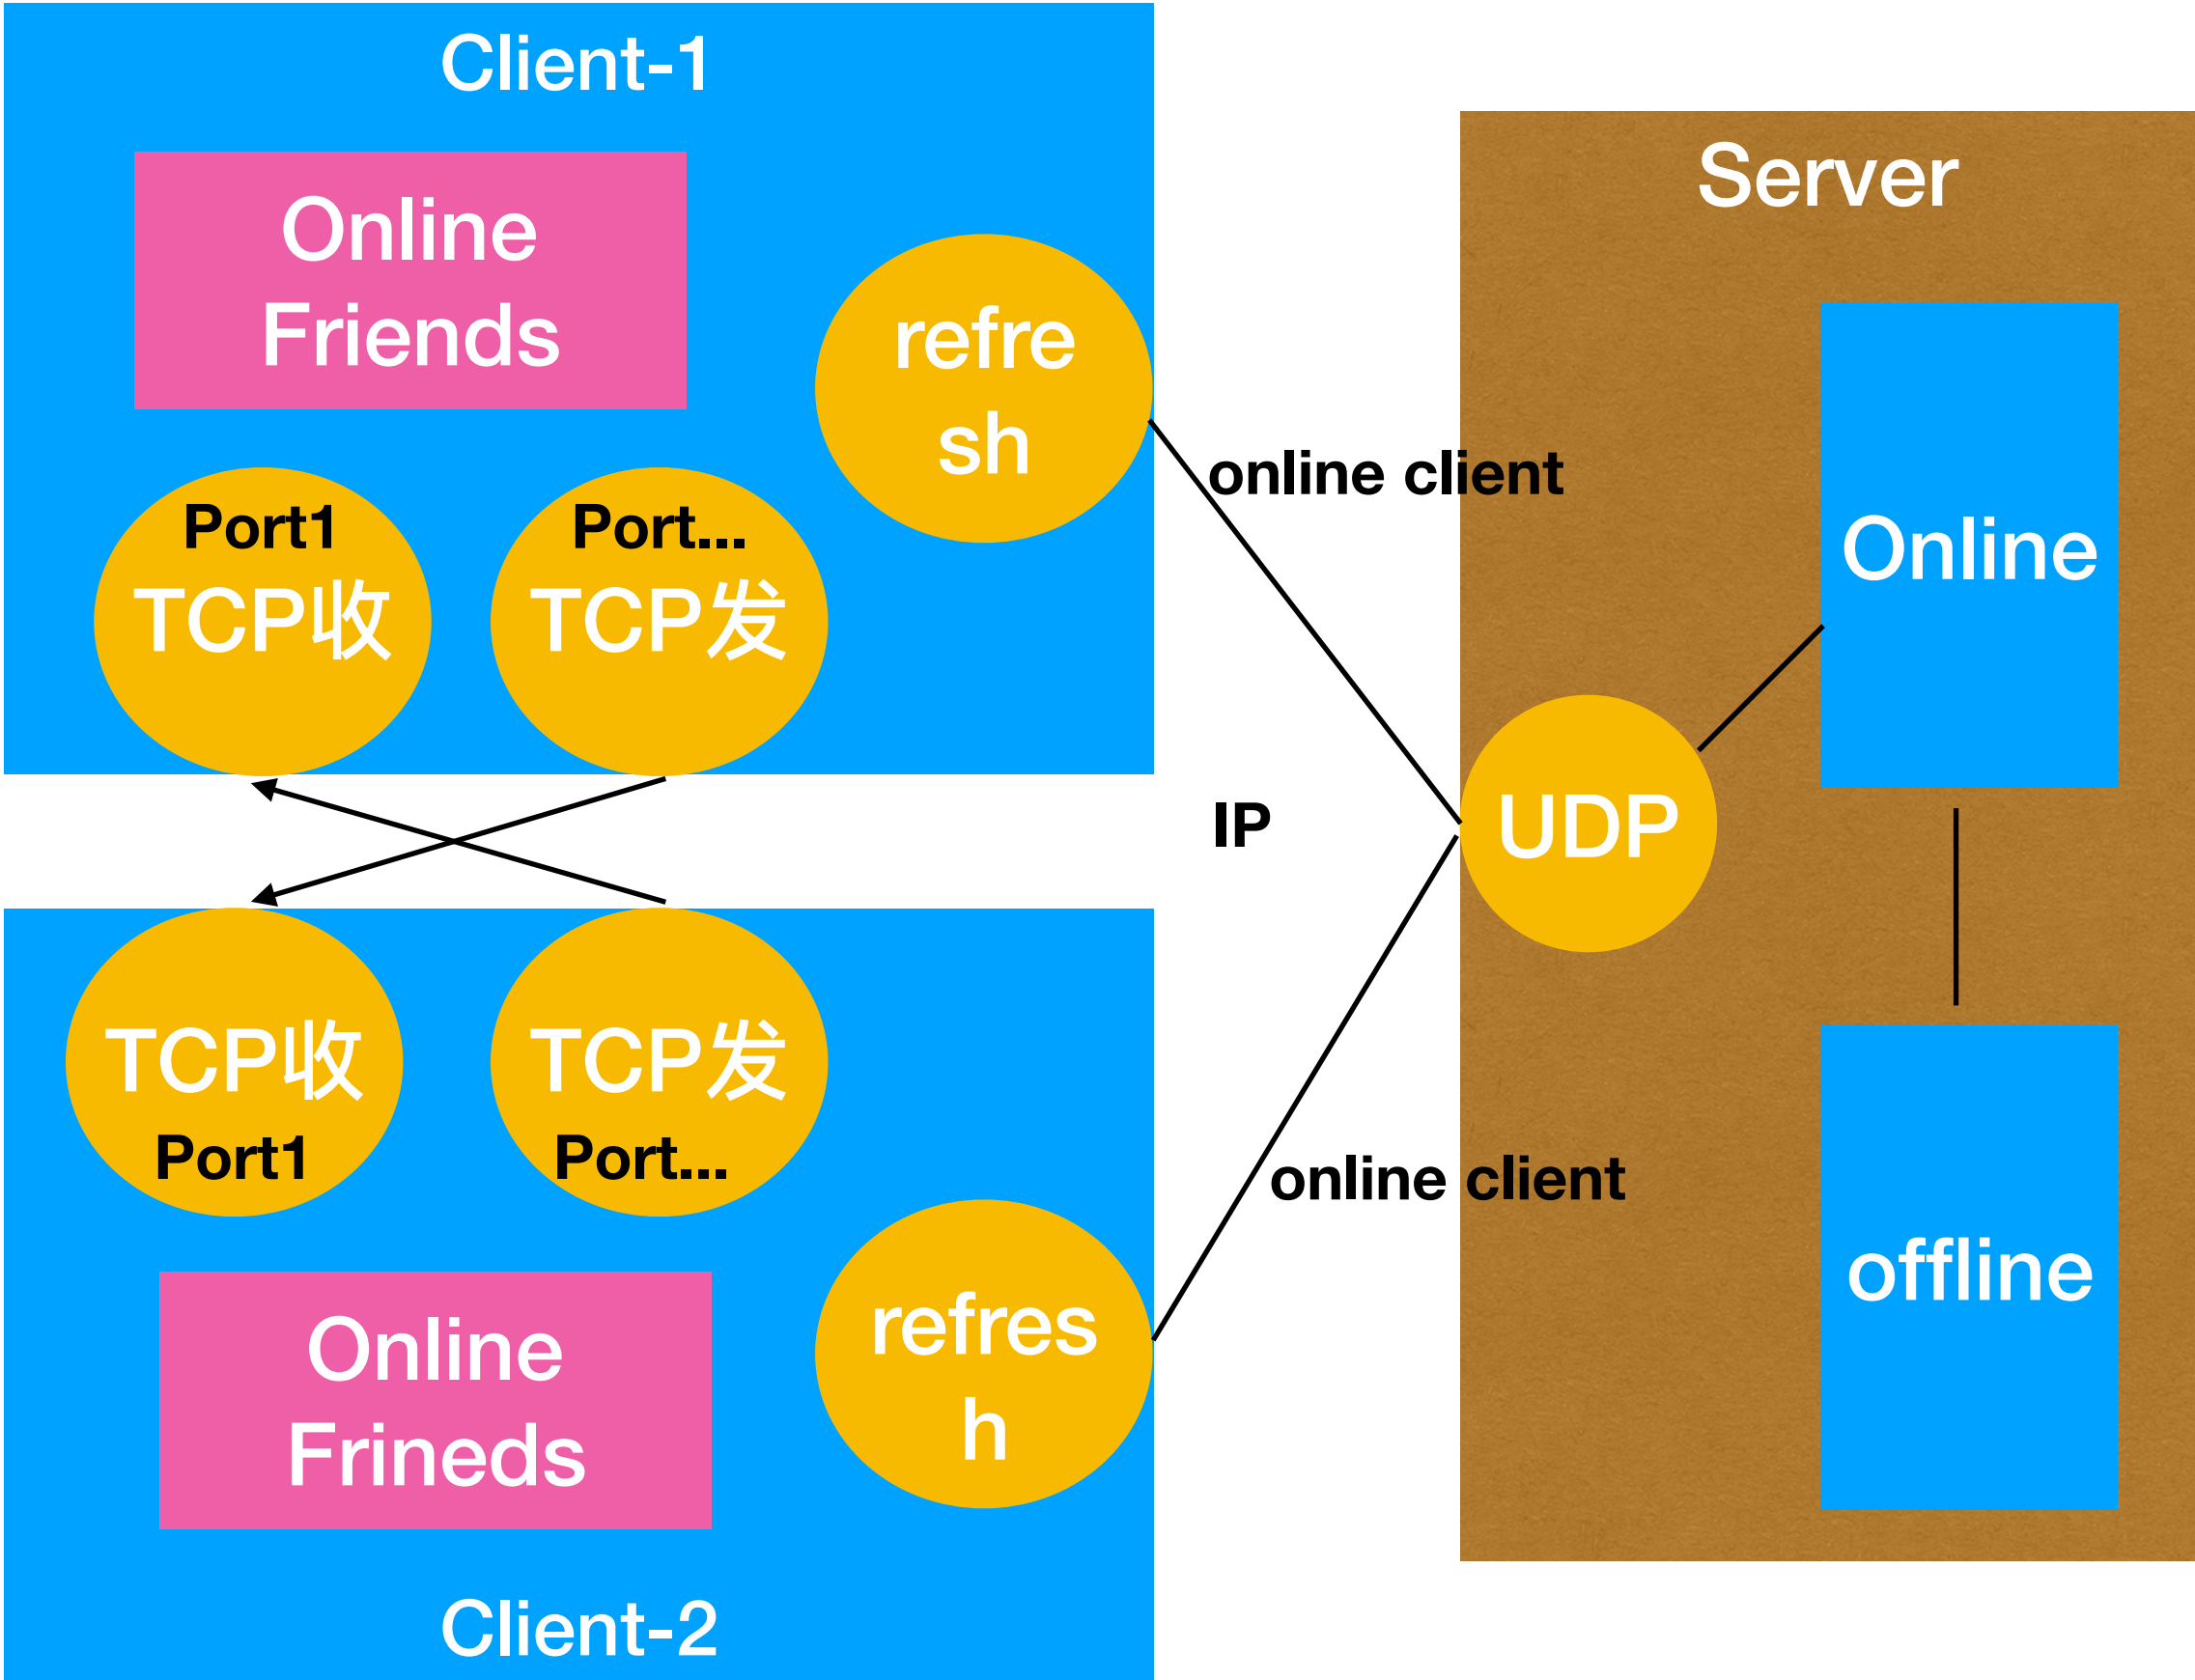 Client-1
Online
Friends
refre
sh
Port1
TCP收
Port...
TCP发
Server
Online
online client
IP
UDP
TCP收
Port1
TCP发
Port...
online client
offline
refres
h
Online
Frineds
Client-2